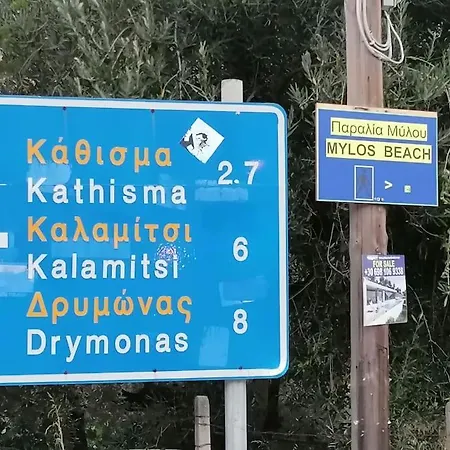 Κάθισμα
Kathisma 2.7
Καλαμίτσι
Kalamitsi 6
Δρυμώνας
Drymonas 8
Παραλία Μύλου
MYLOS BEACH
>
FOR SALE